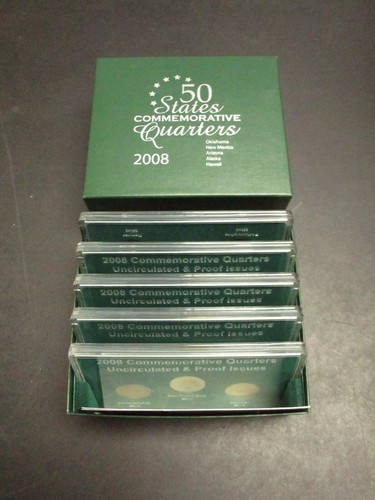 50
States
COMMEMORATIVE
Quarters
2008
Oklahoma
New Mexico
Arizona
Alaska
Hawaii
2008 Commemorative Quarters
Uncirculated & Proof Issues
2008 Commemorative Quarters
Uncirculated & Proof Issues
2008 Commemorative Quarters
Uncirculated & Proof Issues
2008 Commemorative Quarters
Uncirculated & Proof Issues